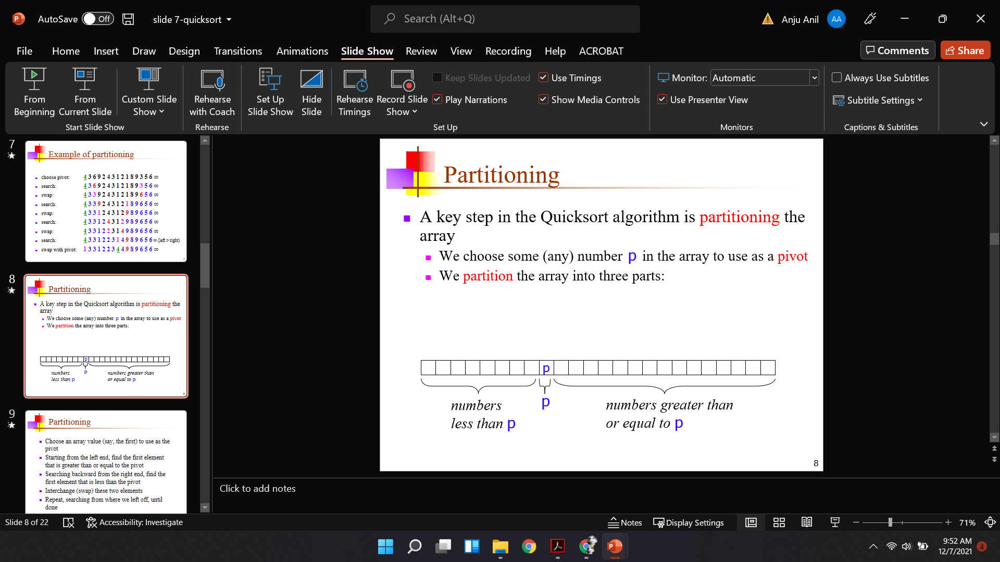 AutoSave Off slide 7-quicksort Search (Alt+Q) Anju Anil AA
File Home Insert Draw Design Transitions Animations Slide Show Review View Recording Help ACROBAT Comments Share
From Beginning
From Current Slide
Custom Slide Show
Rehearse with Coach
Set Up Slide Show
Hide Slide
Rehearse Timings
Record Slide Show
Keep Slides Updated
Play Narrations
Use Timings
Show Media Controls
Monitor: Automatic
Use Presenter View
Always Use Subtitles
Subtitle Settings
Start Slide Show Rehearse Set Up Monitors Captions & Subtitles
7
Example of partitioning
choose pivot: 4 3 6 9 2 4 3 1 2 1 8 9 3 5 6 ∞
search: 4 3 6 9 2 4 3 1 2 1 8 9 3 5 6 ∞
swap: 4 3 3 9 2 4 3 1 2 1 8 9 6 5 6 ∞
search: 4 3 3 9 2 4 3 1 2 1 8 9 6 5 6 ∞
swap: 4 3 3 1 2 4 3 1 2 9 8 9 6 5 6 ∞
search: 4 3 3 1 2 4 3 1 2 9 8 9 6 5 6 ∞
swap: 4 3 3 1 2 2 3 1 4 9 8 9 6 5 6 ∞
search: 4 3 3 1 2 2 3 1 4 9 8 9 6 5 6 ∞ (left > right)
swap with pivot: 1 3 3 1 2 2 3 4 4 9 8 9 6 5 6 ∞
7
8
Partitioning
A key step in the Quicksort algorithm is partitioning the
array
We choose some (any) number p in the array to use as a pivot
We partition the array into three parts:
p
numbers
less than p
p
numbers greater than
or equal to p
8
9
Partitioning
Choose an array value (say, the first) to use as the
pivot
Starting from the left end, find the first element
that is greater than or equal to the pivot
Searching backward from the right end, find the
first element that is less than the pivot
Interchange (swap) these two elements
Repeat, searching from where we left off, until
done
Partitioning
A key step in the Quicksort algorithm is partitioning the
array
We choose some (any) number p in the array to use as a pivot
We partition the array into three parts:
p
numbers
less than p
p
numbers greater than
or equal to p
8
Click to add notes
Slide 8 of 22 Accessibility: Investigate Notes Display Settings 71%
9:52 AM
12/7/2021
4